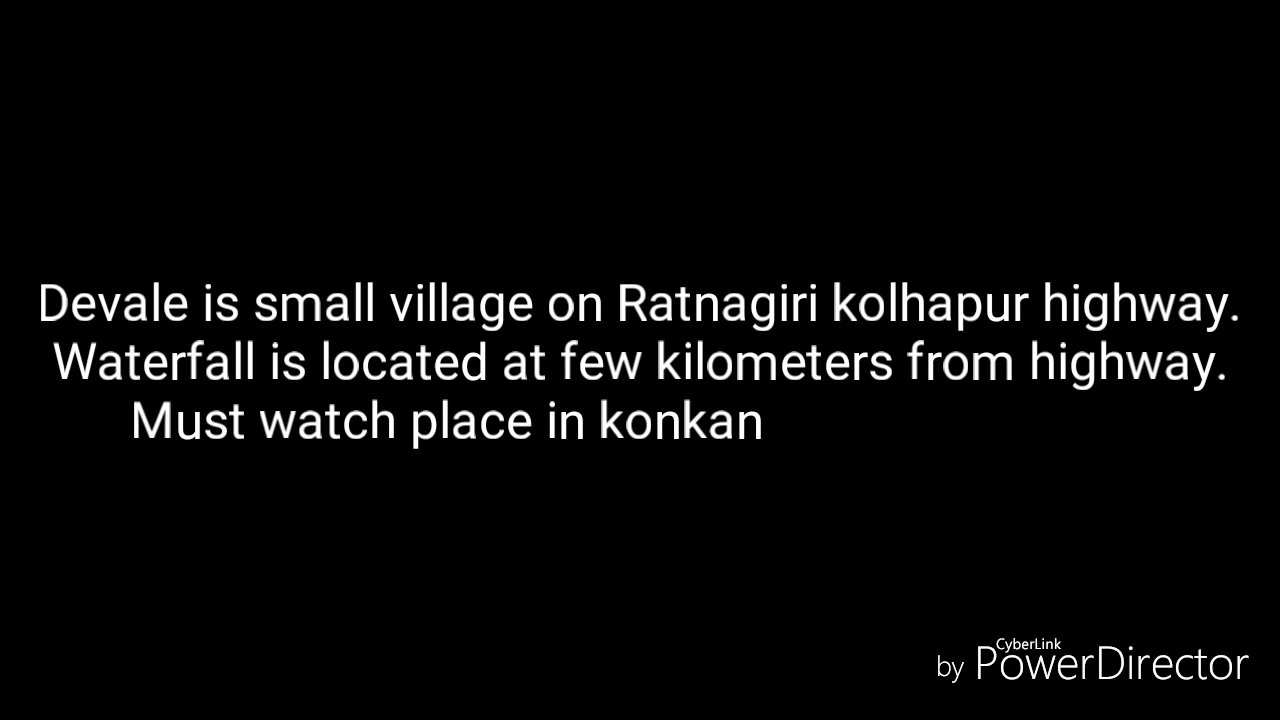 Devale is small village on Ratnagiri kolhapur highway.
Waterfall is located at few kilometers from highway.
Must watch place in konkan
by CyberLink PowerDirector